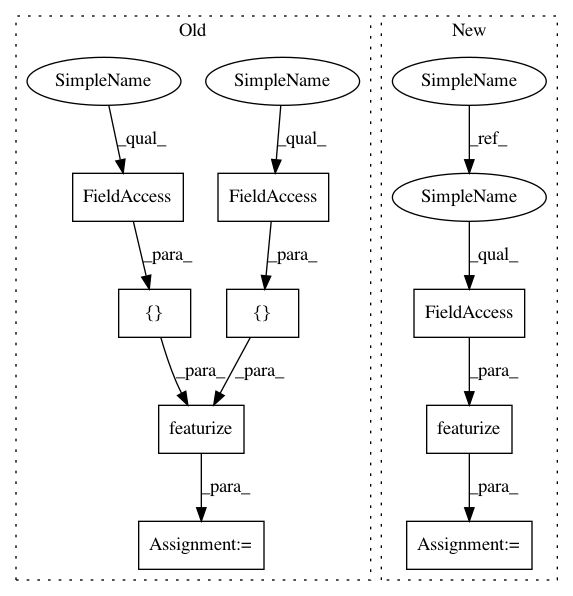 Old
New
SimpleName
SimpleName
SimpleName
_qual_
_qual_
_ref_
FieldAccess
FieldAccess
SimpleName
_para_
_para_
_qual_
{}
{}
FieldAccess
_para_
_para_
_para_
featurize
featurize
_para_
_para_
Assignment:=
Assignment:=